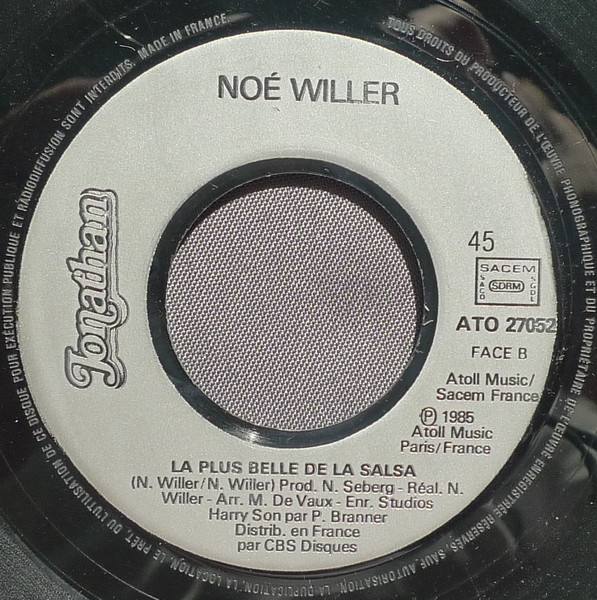 NOÉ WILLER
Jonathan
45
SACEM
SACD
SDRM
SGDL
ATO 27052
FACE B
Atoll Music/
Sacem France
Ⓟ 1985
Atoll Music
Paris/France
LA PLUS BELLE DE LA SALSA
(N. Willer/N. Willer) Prod. N. Seberg - Réal. N.
Willer - Arr. M. De Vaux - Enr. Studios
Harry Son par P. Branner
Distrib. en France
par CBS Disques
TOUS DROITS DU PRODUCTEUR DE L'ŒUVRE PHONOGRAPHIQUE ET DU PROPRIÉTAIRE DE L'ŒUVRE ENREGISTRÉE RÉSERVÉS. SAUF AUTORISATION, LA DUPLICATION, LA LOCATION, LE PRÊT, OU L'UTILISATION DE CE DISQUE POUR EXÉCUTION PUBLIQUE ET RADIODIFFUSION SONT INTERDITS. MADE IN FRANCE.